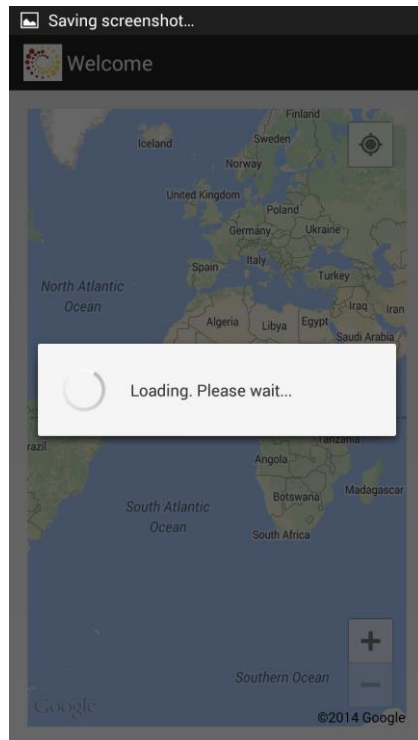 Saving screenshot...
Welcome
Finland
Iceland
Sweden
Norway
United Kingdom
Poland
Germany
Ukraine
Spain
Italy
Turkey
North Atlantic
Ocean
Iraq
Iran
Algeria
Libya
Egypt
Saudi Arabia
Loading. Please wait...
razil
Tanzania
Angola
Botswana
Madagascar
South Atlantic
Ocean
South Africa
+
Southern Ocean
−
Google
©2014 Google